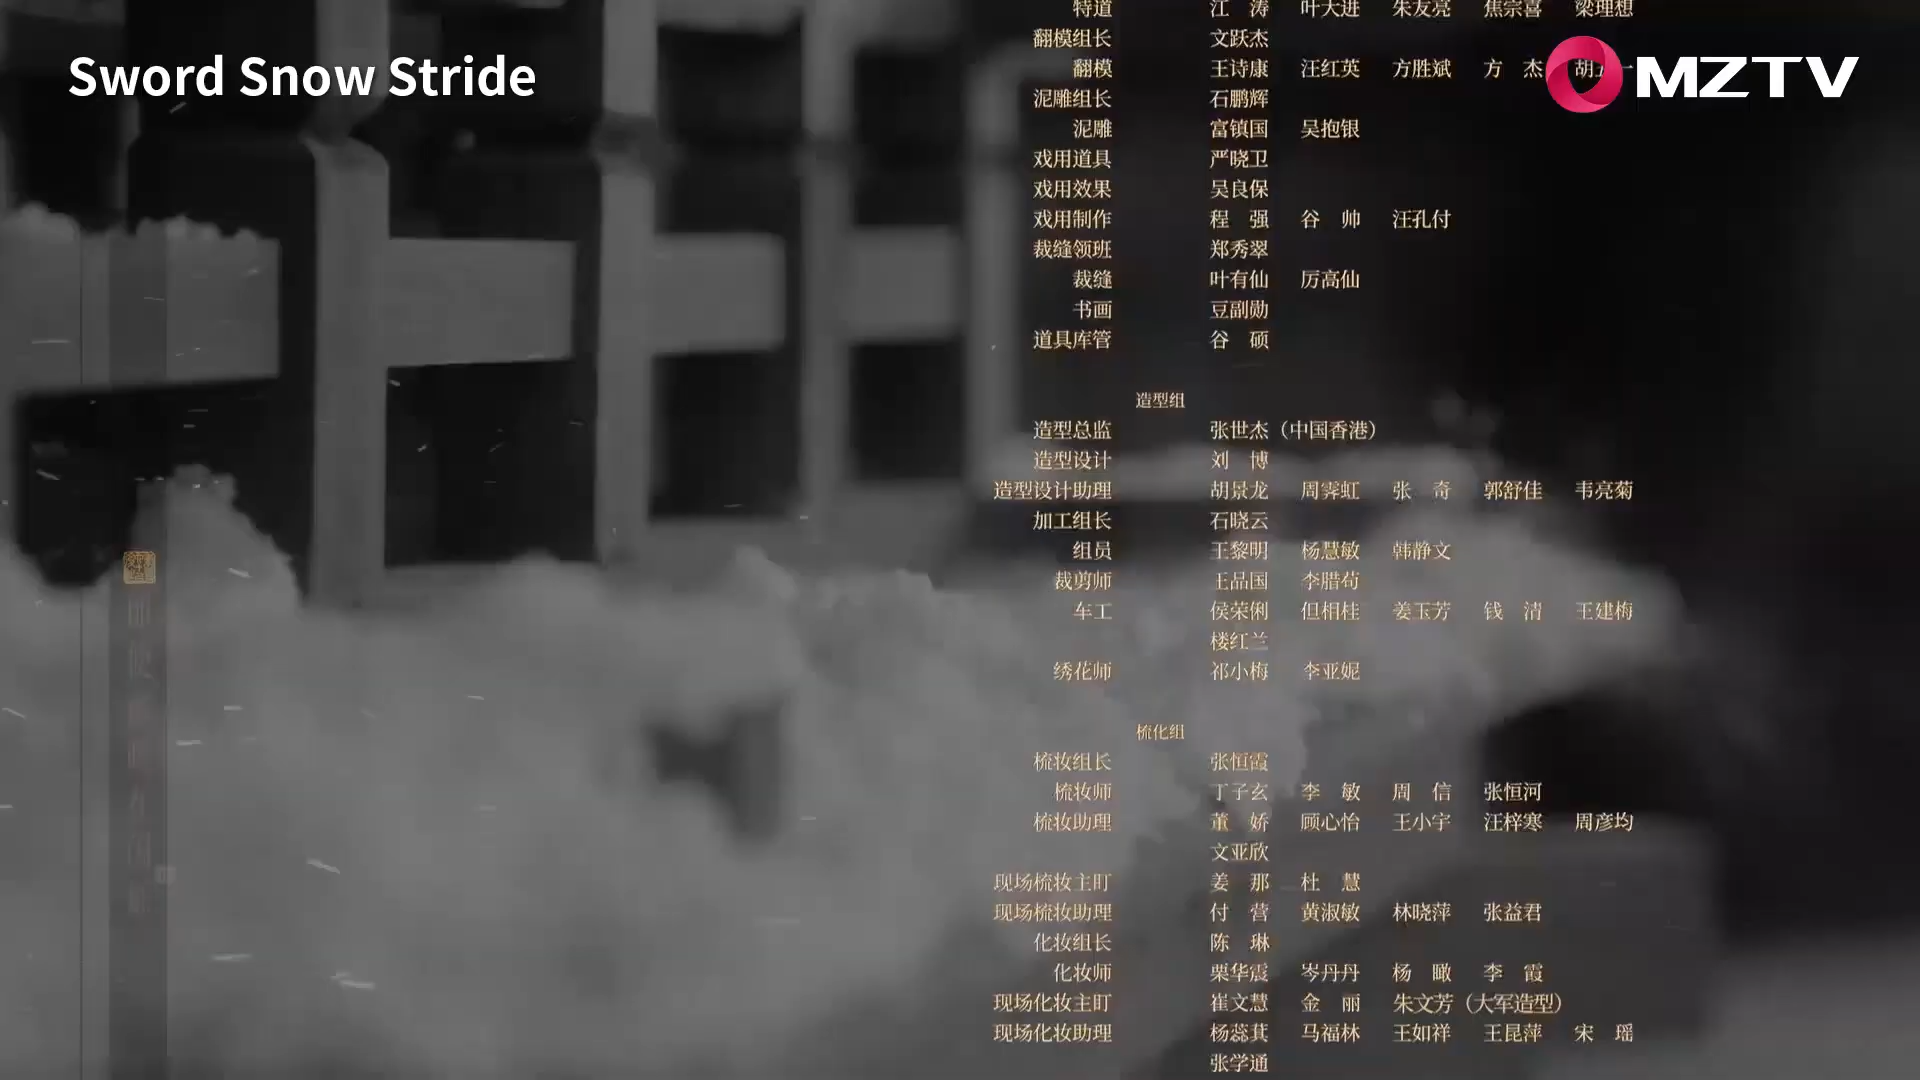 Sword Snow Stride
MZTV
特道 江 涛 叶大进 朱友亮 焦宗喜 梁理想
翻模组长 文跃杰
翻模 王诗康 汪红英 方胜斌 方 杰
泥雕组长 石鹏辉
泥雕 富镇国 吴抱银
戏用道具 严晓卫
戏用效果 吴良保
戏用制作 程 强 谷 帅 汪孔付
裁缝领班 郑秀翠
裁缝 叶有仙 厉高仙
书画 豆副勋
道具库管 谷 硕
造型组
造型总监 张世杰（中国香港）
造型设计 刘 博
造型设计助理 胡景龙 周霁虹 张 奇 郭舒佳 韦亮菊
加工组长 石晓云
组员 王黎明 杨慧敏 韩静文
裁剪师 王品国 李腊苟
车工 侯荣俐 但相桂 姜玉芳 钱 清 王建梅
楼红兰
绣花师 祁小梅 李亚妮
梳化组
梳妆组长 张恒霞
梳妆师 丁子玄 李 敏 周 信 张恒河
梳妆助理 董 娇 顾心怡 王小宇 汪梓寒 周彦均
文亚欣
现场梳妆主盯 姜 那 杜 慧
现场梳妆助理 付 营 黄淑敏 林晓萍 张益君
化妆组长 陈 琳
化妆师 栗华震 岑丹丹 杨 瞰 李 霞
现场化妆主盯 崔文慧 金 丽 朱文芳（大军造型）
现场化妆助理 杨蕊萁 马福林 王如祥 王昆萍 宋 瑶
张学通